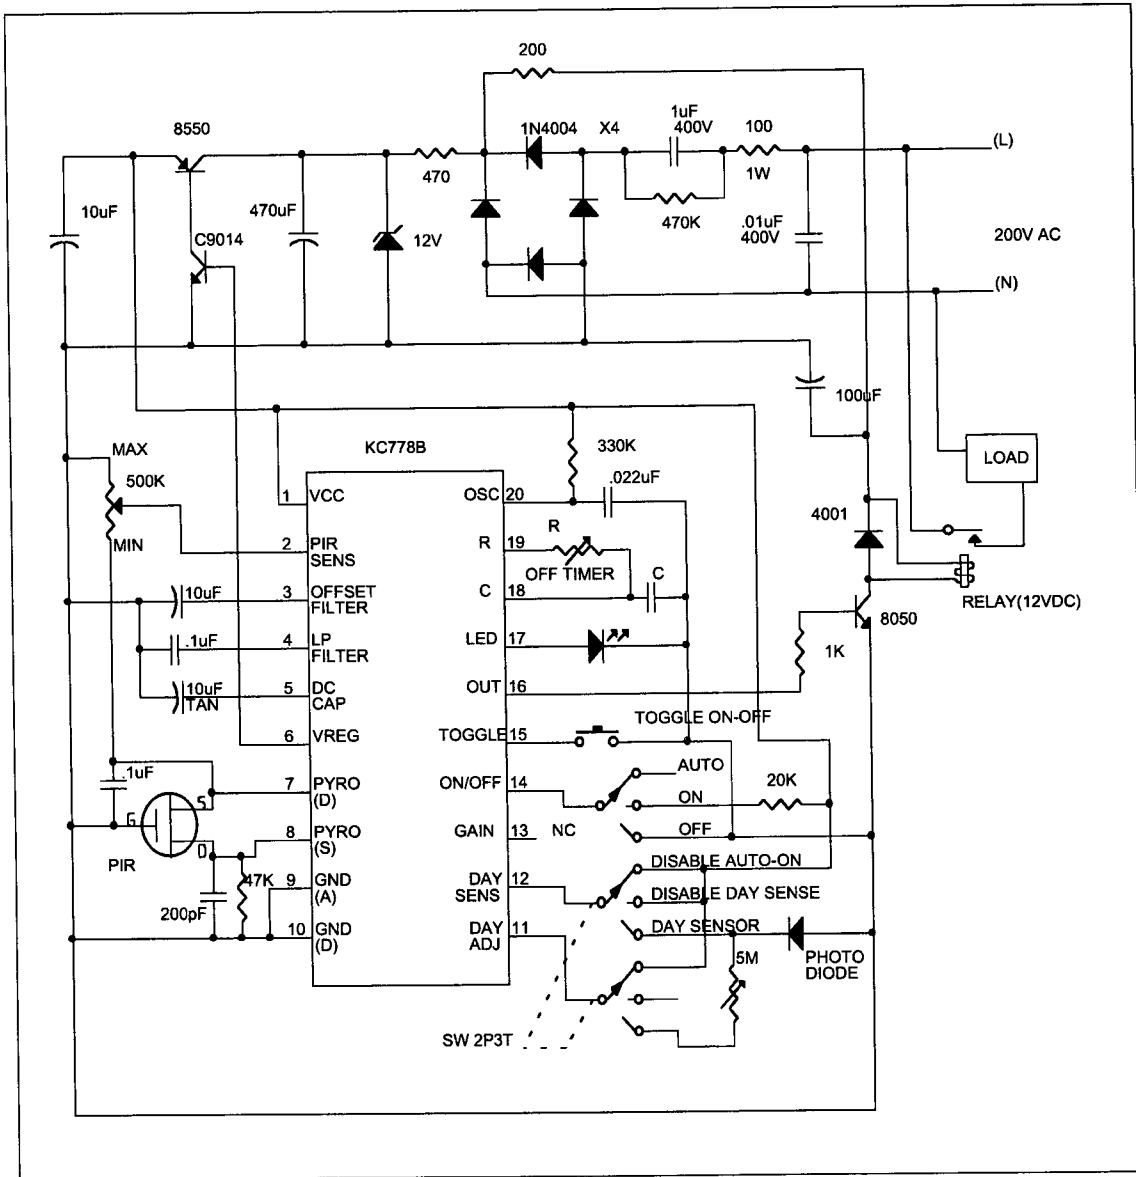 200
8550
1N4004 X4
1uF
400V
100
(L)
10uF
470uF
470
470K
1W
C9014
12V
.01uF
400V
200V AC
(N)
100uF
MAX
KC778B
330K
LOAD
500K
.022uF
1 VCC
OSC 20
4001
MIN
2 PIR
SENS
R 19
R
OFF TIMER
10uF
3 OFFSET
FILTER
C 18
C
RELAY(12VDC)
8050
.1uF
4 LP
FILTER
LED 17
1K
10uF
TAN
5 DC
CAP
OUT 16
TOGGLE ON-OFF
6 VREG
TOGGLE 15
.1uF
7 PYRO
(D)
ON/OFF 14
AUTO
ON
20K
S
G
D
PIR
8 PYRO
(S)
GAIN 13
NC
OFF
DISABLE AUTO-ON
47K
9 GND
(A)
DAY
SENS
12
DISABLE DAY SENSE
200pF
10 GND
(D)
DAY
ADJ
11
DAY SENSOR
5M
PHOTO
DIODE
SW 2P3T